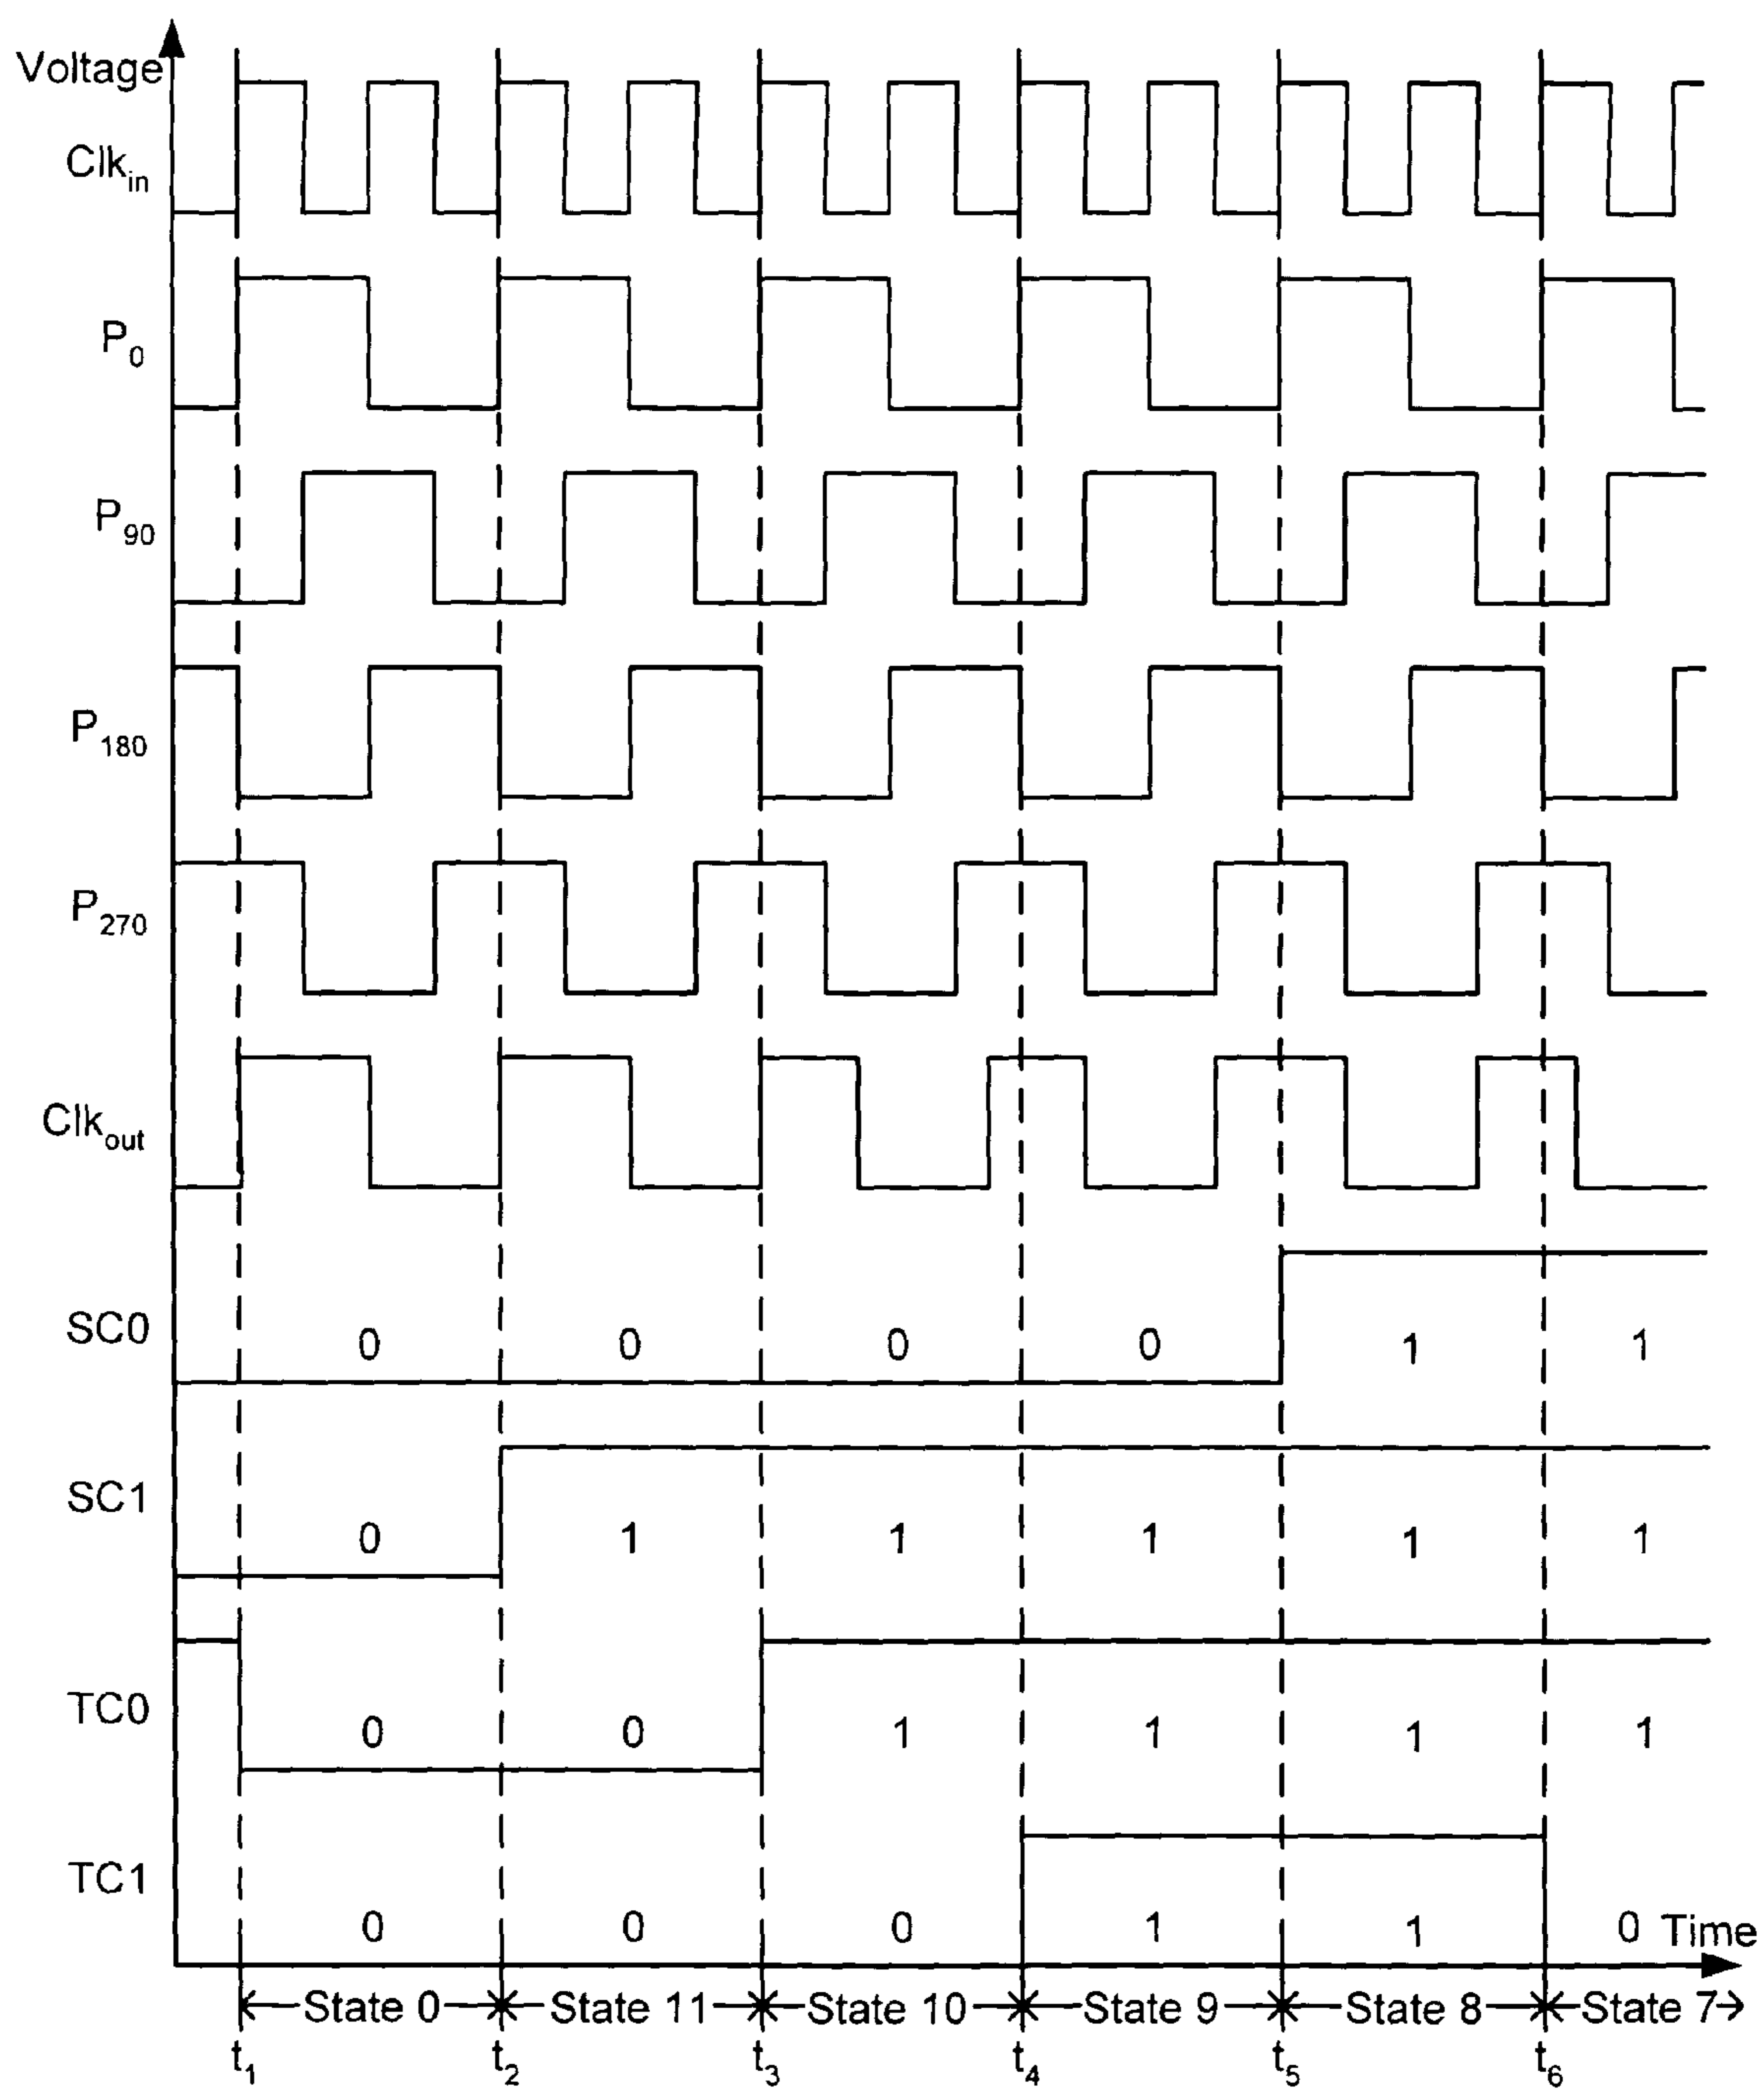 Voltage
Clkin
P0
P90
P180
P270
Clkout
SC0 0 0 0 0 1 1
SC1 0 1 1 1 1 1
TC0 0 0 1 1 1 1
TC1 0 0 0 1 1 0 Time
State 0 State 11 State 10 State 9 State 8 State 7
t1 t2 t3 t4 t5 t6